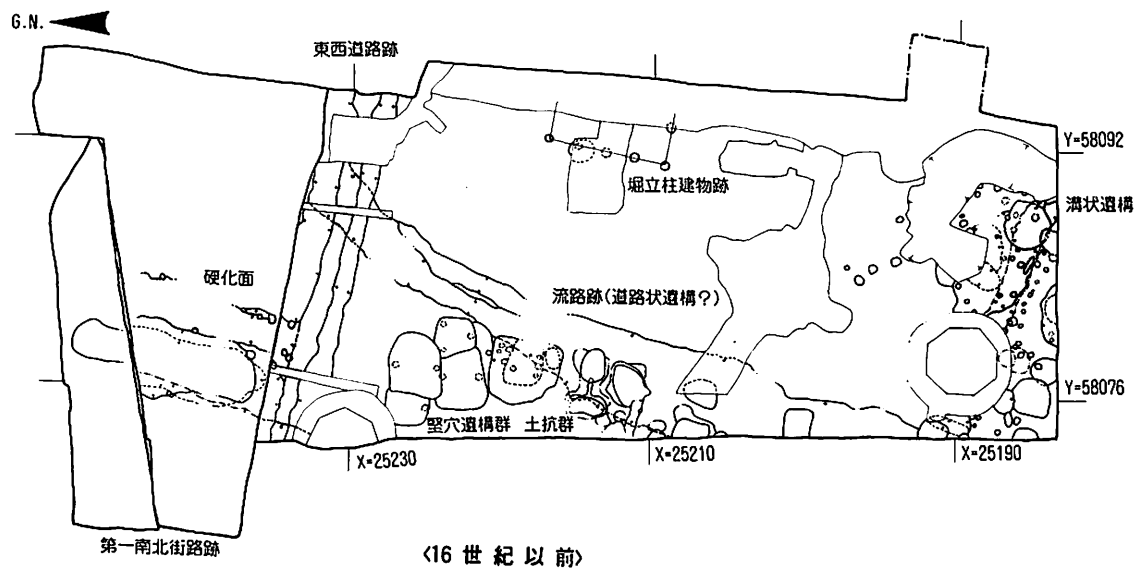 G.N.
東西道路跡
Y=58092
堀立柱建物跡
溝状遺構
硬化面
流路跡(道路状遺構?)
Y=58076
竪穴遺構群 土抗群
X=25230
X=25210
X=25190
第一南北街路跡
〈16世紀以前〉